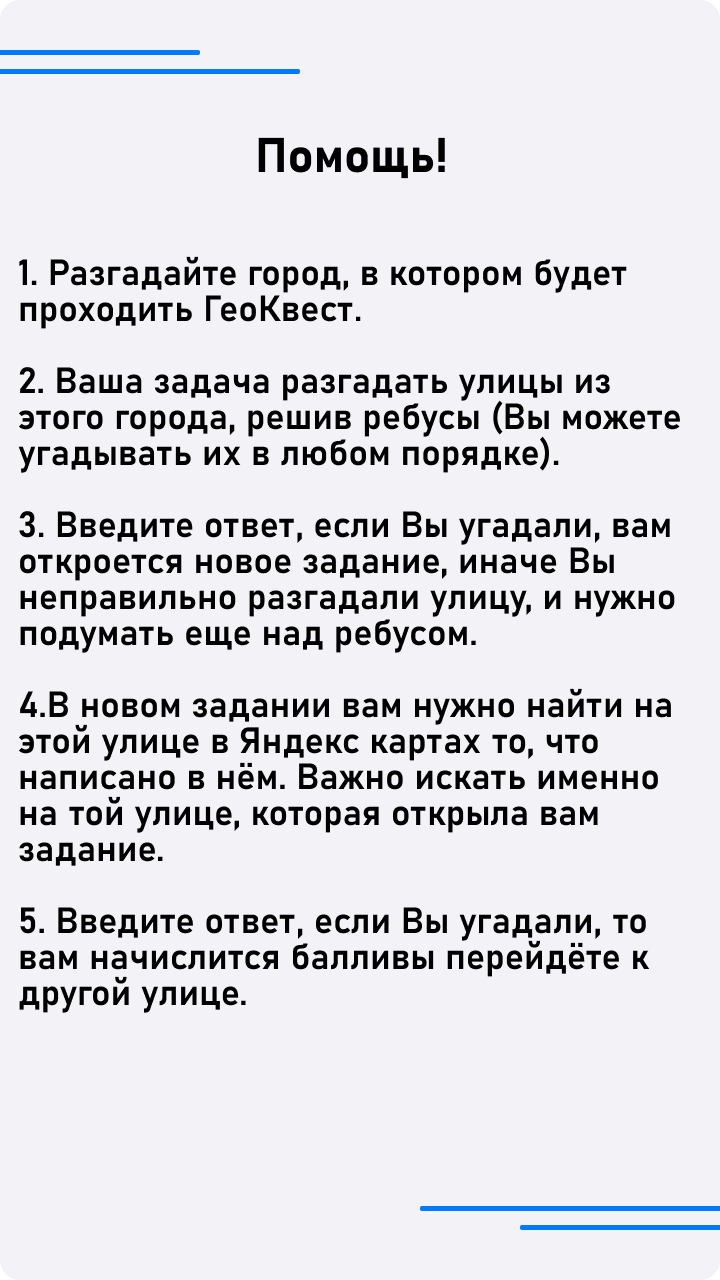 Помощь!
1. Разгадайте город, в котором будет
проходить ГеоКвест.
2. Ваша задача разгадать улицы из
этого города, решив ребусы (Вы можете
угадывать их в любом порядке).
3. Введите ответ, если Вы угадали, вам
откроется новое задание, иначе Вы
неправильно разгадали улицу, и нужно
подумать еще над ребусом.
4.В новом задании вам нужно найти на
этой улице в Яндекс картах то, что
написано в нём. Важно искать именно
на той улице, которая открыла вам
задание.
5. Введите ответ, если Вы угадали, то
вам начислится балливы перейдёте к
другой улице.